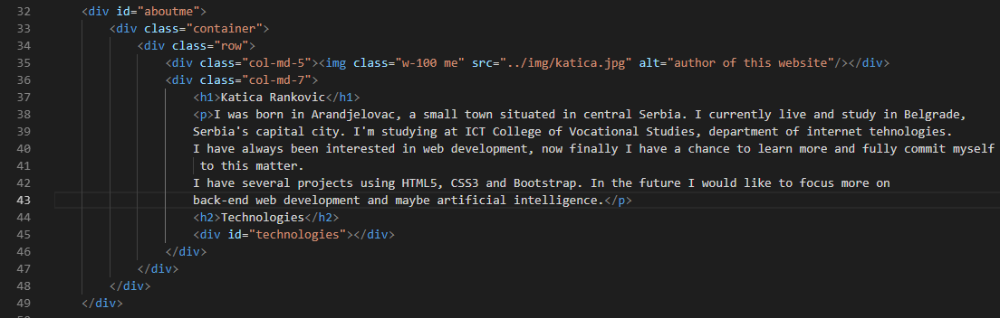 32 <div id="aboutme">
33 <div class="container">
34 <div class="row">
35 <div class="col-md-5"><img class="w-100 me" src="../img/katica.jpg" alt="author of this website"/></div>
36 <div class="col-md-7">
37 <h1>Katica Rankovic</h1>
38 <p>I was born in Arandjelovac, a small town situated in central Serbia. I currently live and study in Belgrade,
39 Serbia's capital city. I'm studying at ICT College of Vocational Studies, department of internet tehnologies.
40 I have always been interested in web development, now finally I have a chance to learn more and fully commit myself
41 to this matter.
42 I have several projects using HTML5, CSS3 and Bootstrap. In the future I would like to focus more on
43 back-end web development and maybe artificial intelligence.</p>
44 <h2>Technologies</h2>
45 <div id="technologies"></div>
46 </div>
47 </div>
48 </div>
49 </div>